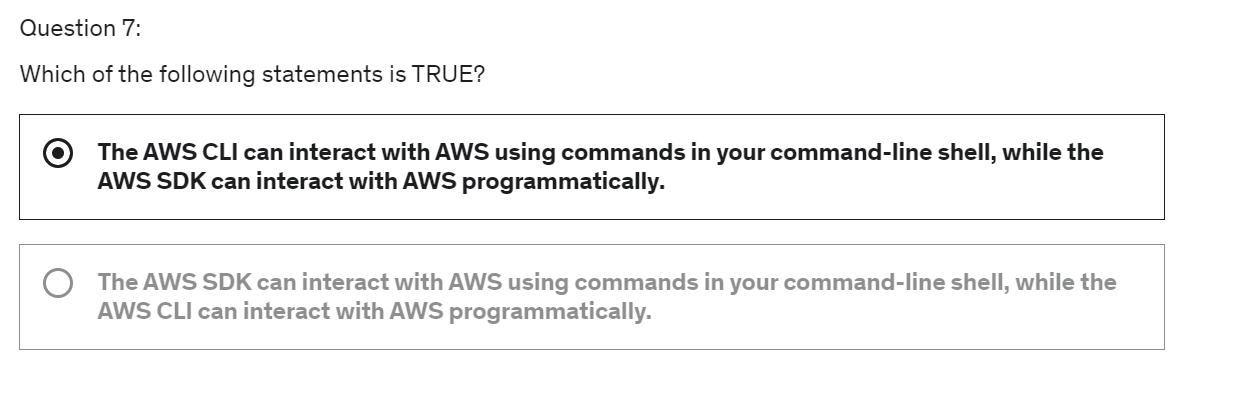 Question 7:
Which of the following statements is TRUE?
The AWS CLI can interact with AWS using commands in your command-line shell, while the
AWS SDK can interact with AWS programmatically.
The AWS SDK can interact with AWS using commands in your command-line shell, while the
AWS CLI can interact with AWS programmatically.